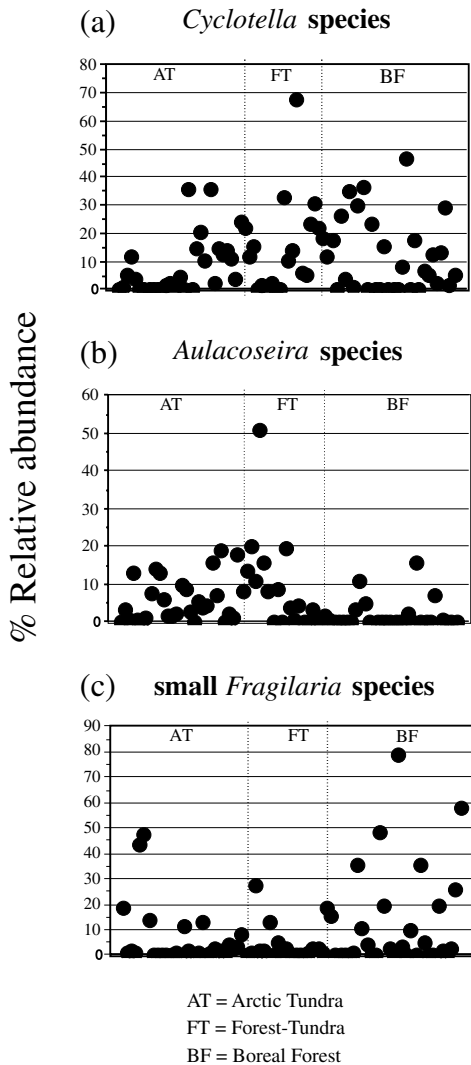 (a) Cyclotella species
80
70
60
50
40
30
20
10
0
AT FT BF
(b) Aulacoseira species
60
50
40
30
20
10
0
AT FT BF
% Relative abundance
(c) small Fragilaria species
90
80
70
60
50
40
30
20
10
0
AT FT BF
AT = Arctic Tundra
FT = Forest-Tundra
BF = Boreal Forest